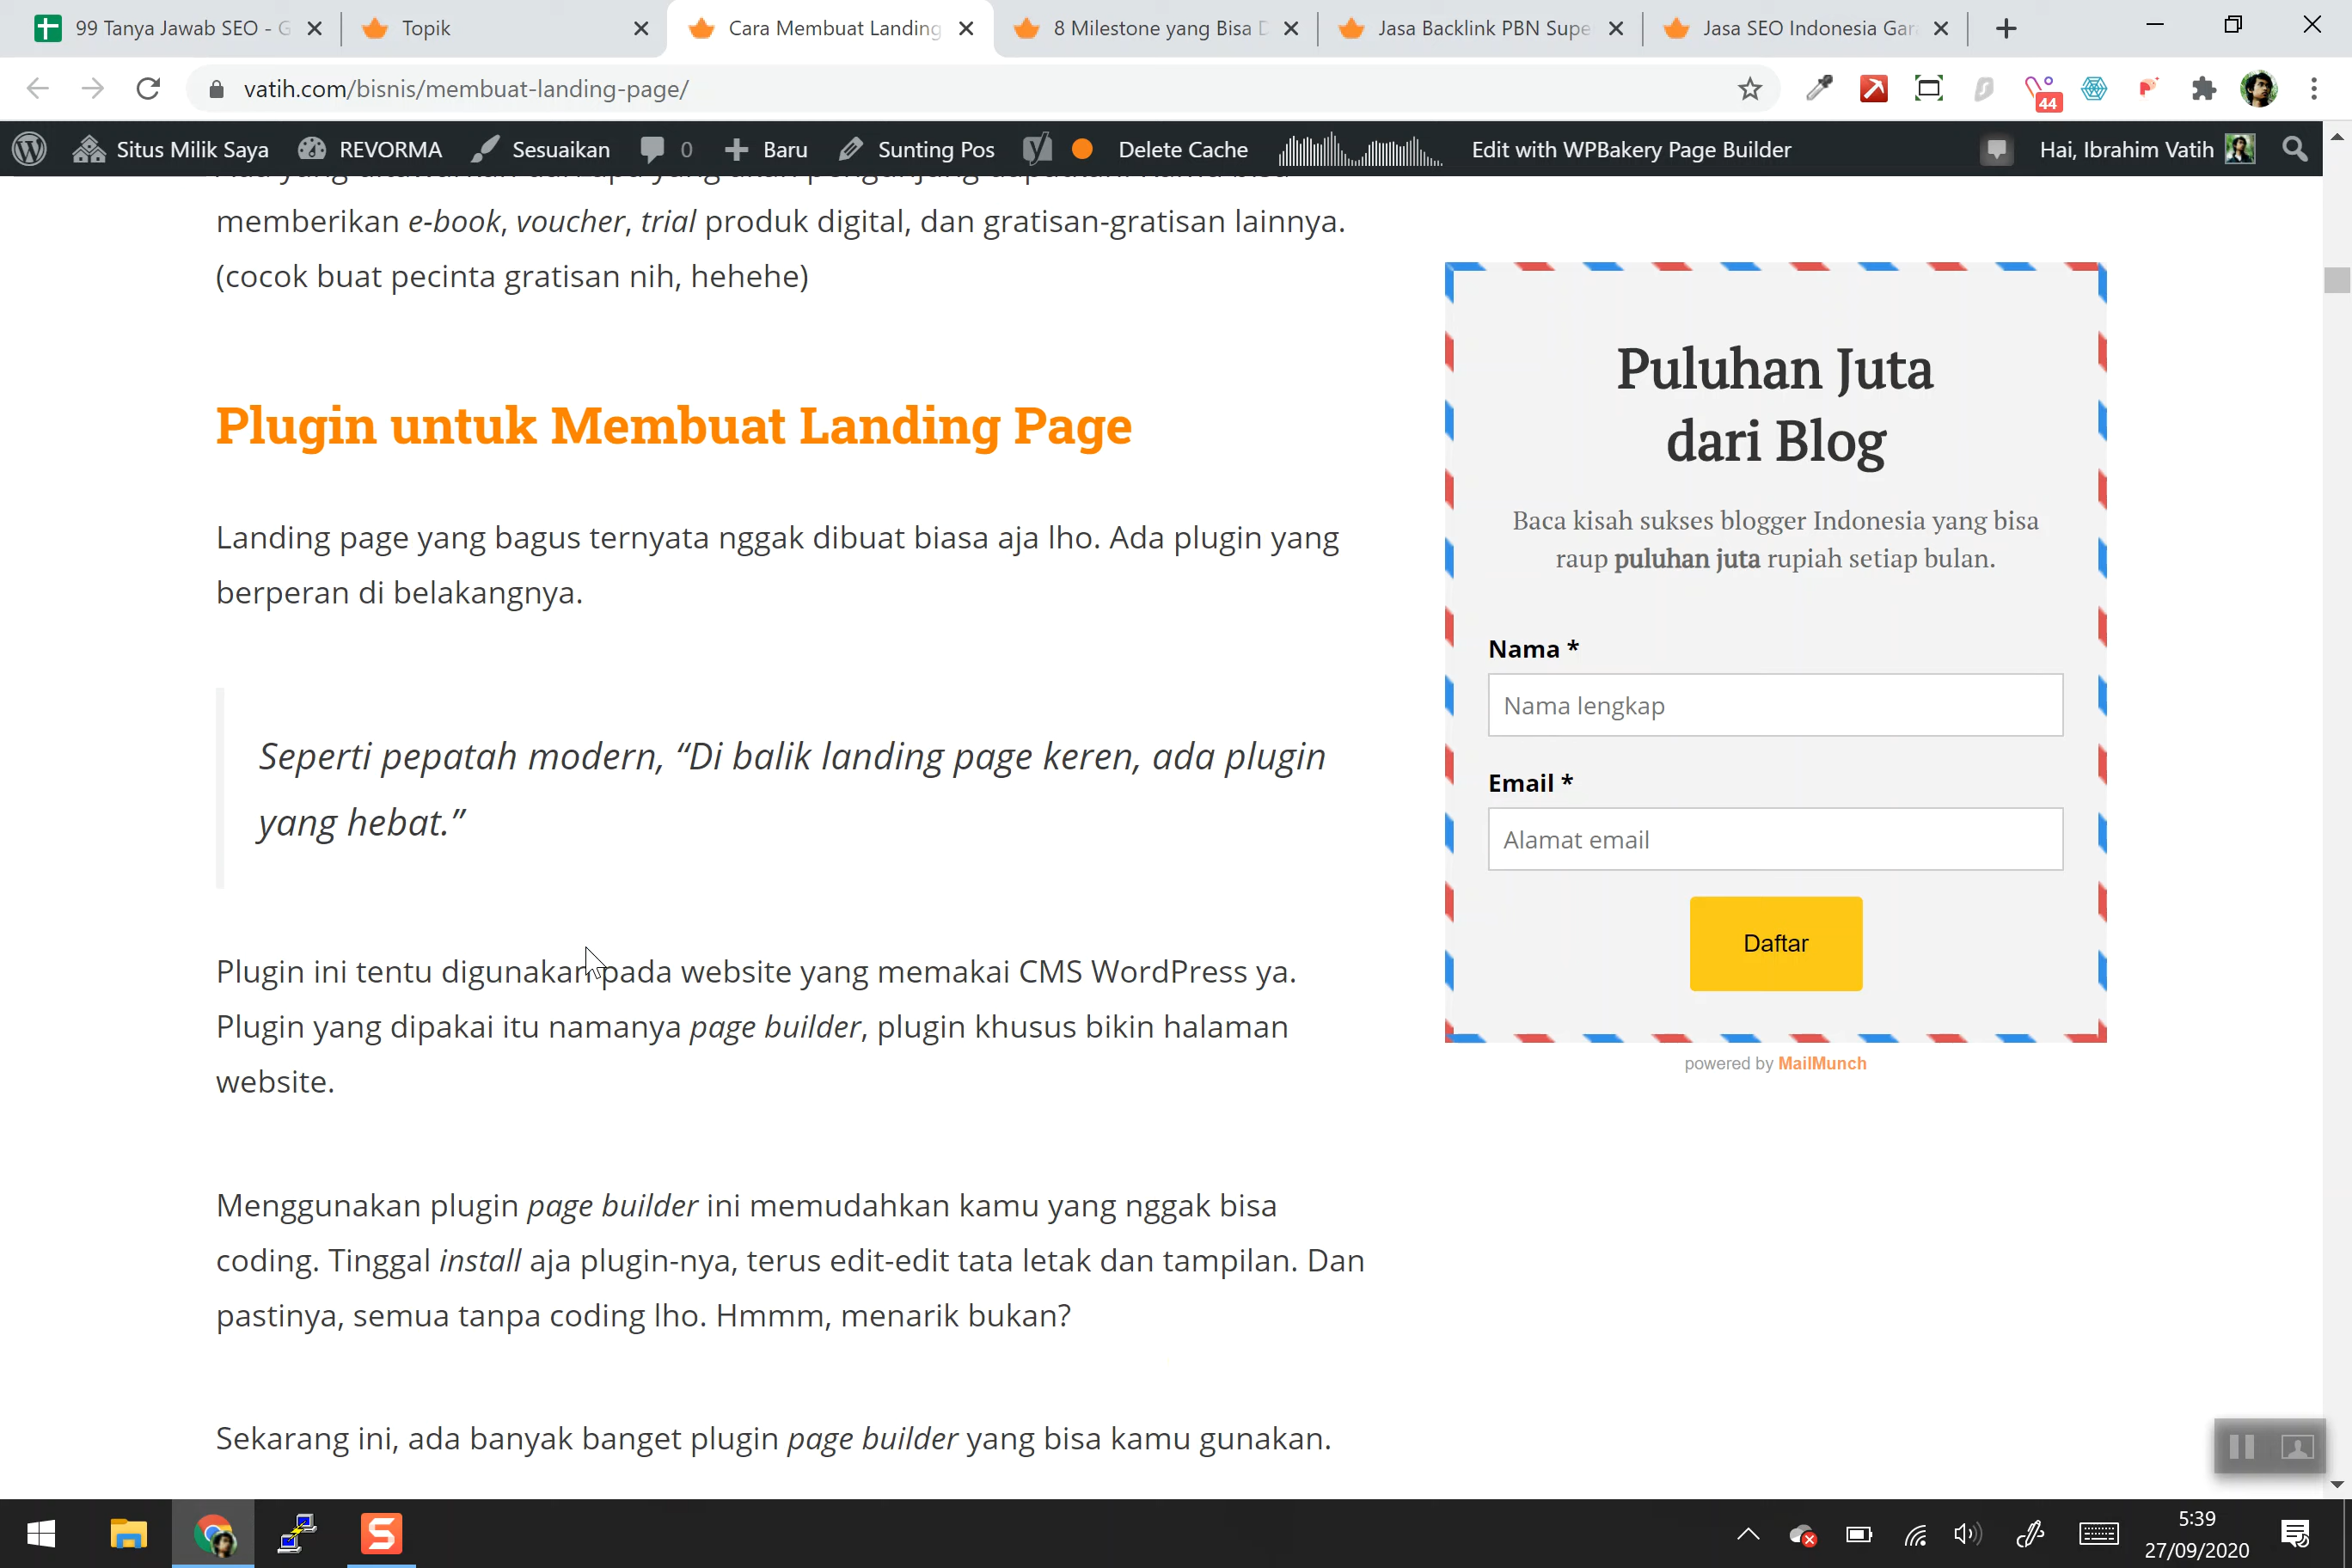 99 Tanya Jawab SEO - G
Topik
Cara Membuat Landing
8 Milestone yang Bisa D
Jasa Backlink PBN Supe
Jasa SEO Indonesia Gar
vatih.com/bisnis/membuat-landing-page/
44
Situs Milik Saya
REVORMA
Sesuaikan
0
Baru
Sunting Pos
Delete Cache
Edit with WPBakery Page Builder
Hai, Ibrahim Vatih
memberikan e-book, voucher, trial produk digital, dan gratisan-gratisan lainnya.
(cocok buat pecinta gratisan nih, hehehe)
Plugin untuk Membuat Landing Page
Landing page yang bagus ternyata nggak dibuat biasa aja lho. Ada plugin yang
berperan di belakangnya.
Seperti pepatah modern, “Di balik landing page keren, ada plugin
yang hebat.”
Plugin ini tentu digunakan pada website yang memakai CMS WordPress ya.
Plugin yang dipakai itu namanya page builder, plugin khusus bikin halaman
website.
Menggunakan plugin page builder ini memudahkan kamu yang nggak bisa
coding. Tinggal install aja plugin-nya, terus edit-edit tata letak dan tampilan. Dan
pastinya, semua tanpa coding lho. Hmmm, menarik bukan?
Sekarang ini, ada banyak banget plugin page builder yang bisa kamu gunakan.
Puluhan Juta
dari Blog
Baca kisah sukses blogger Indonesia yang bisa
raup puluhan juta rupiah setiap bulan.
Nama *
Nama lengkap
Email *
Alamat email
Daftar
powered by MailMunch
5:39
27/09/2020